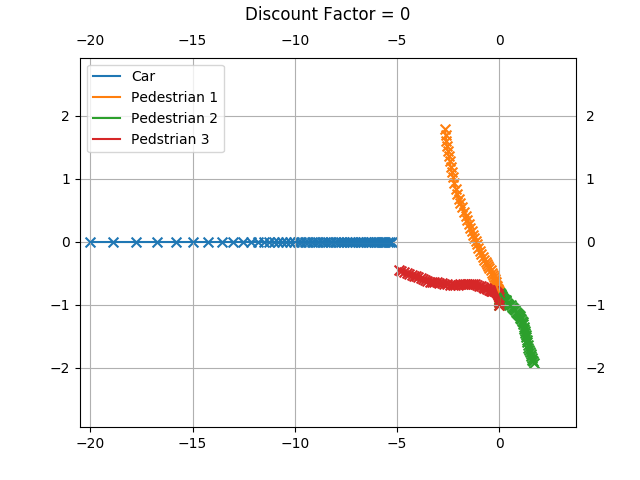 Discount Factor = 0
−20 −15 −10 −5 0
Car
Pedestrian 1
Pedestrian 2
Pedstrian 3
2 2
1 1
0 0
−1 −1
−2 −2
−20 −15 −10 −5 0